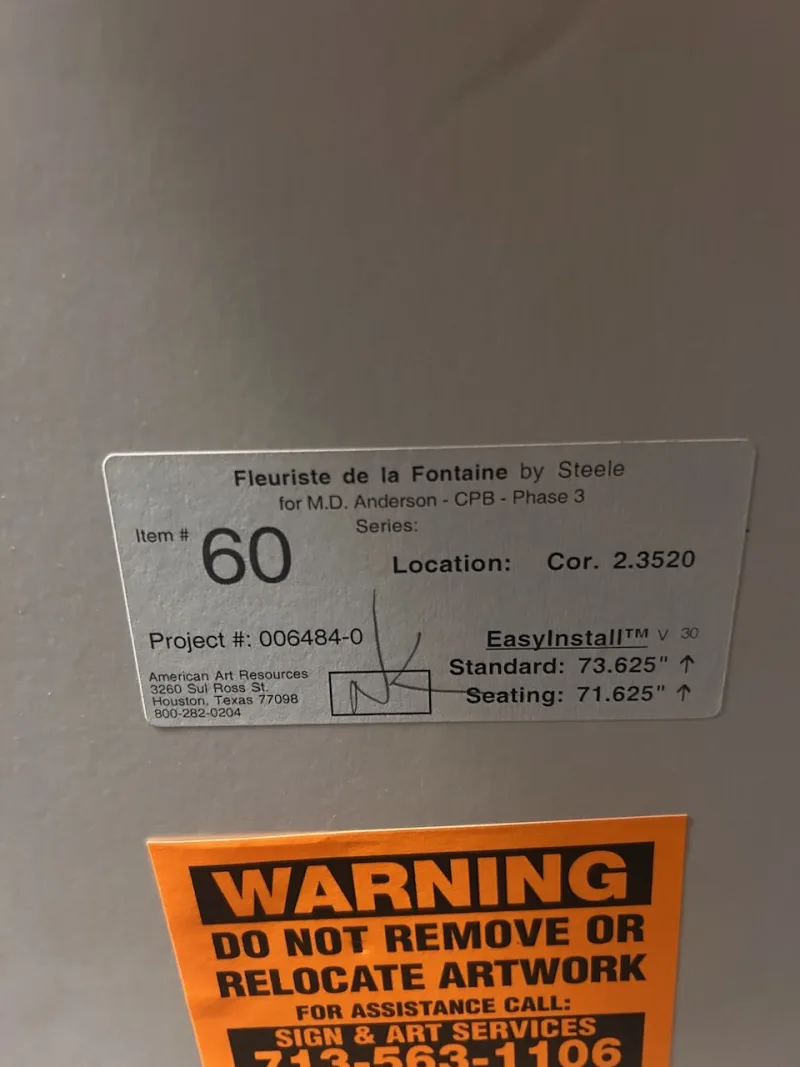 Fleuriste de la Fontaine by Steele
for M.D. Anderson - CPB - Phase 3
Series:
Item # 60
Location: Cor. 2.3520
Project #: 006484-0
EasyInstall™ V 30
Standard: 73.625" ↑
Seating: 71.625" ↑
American Art Resources
3260 Sul Ross St.
Houston, Texas 77098
800-282-0204
NK
WARNING
DO NOT REMOVE OR
RELOCATE ARTWORK
FOR ASSISTANCE CALL:
SIGN & ART SERVICES
713-563-1106